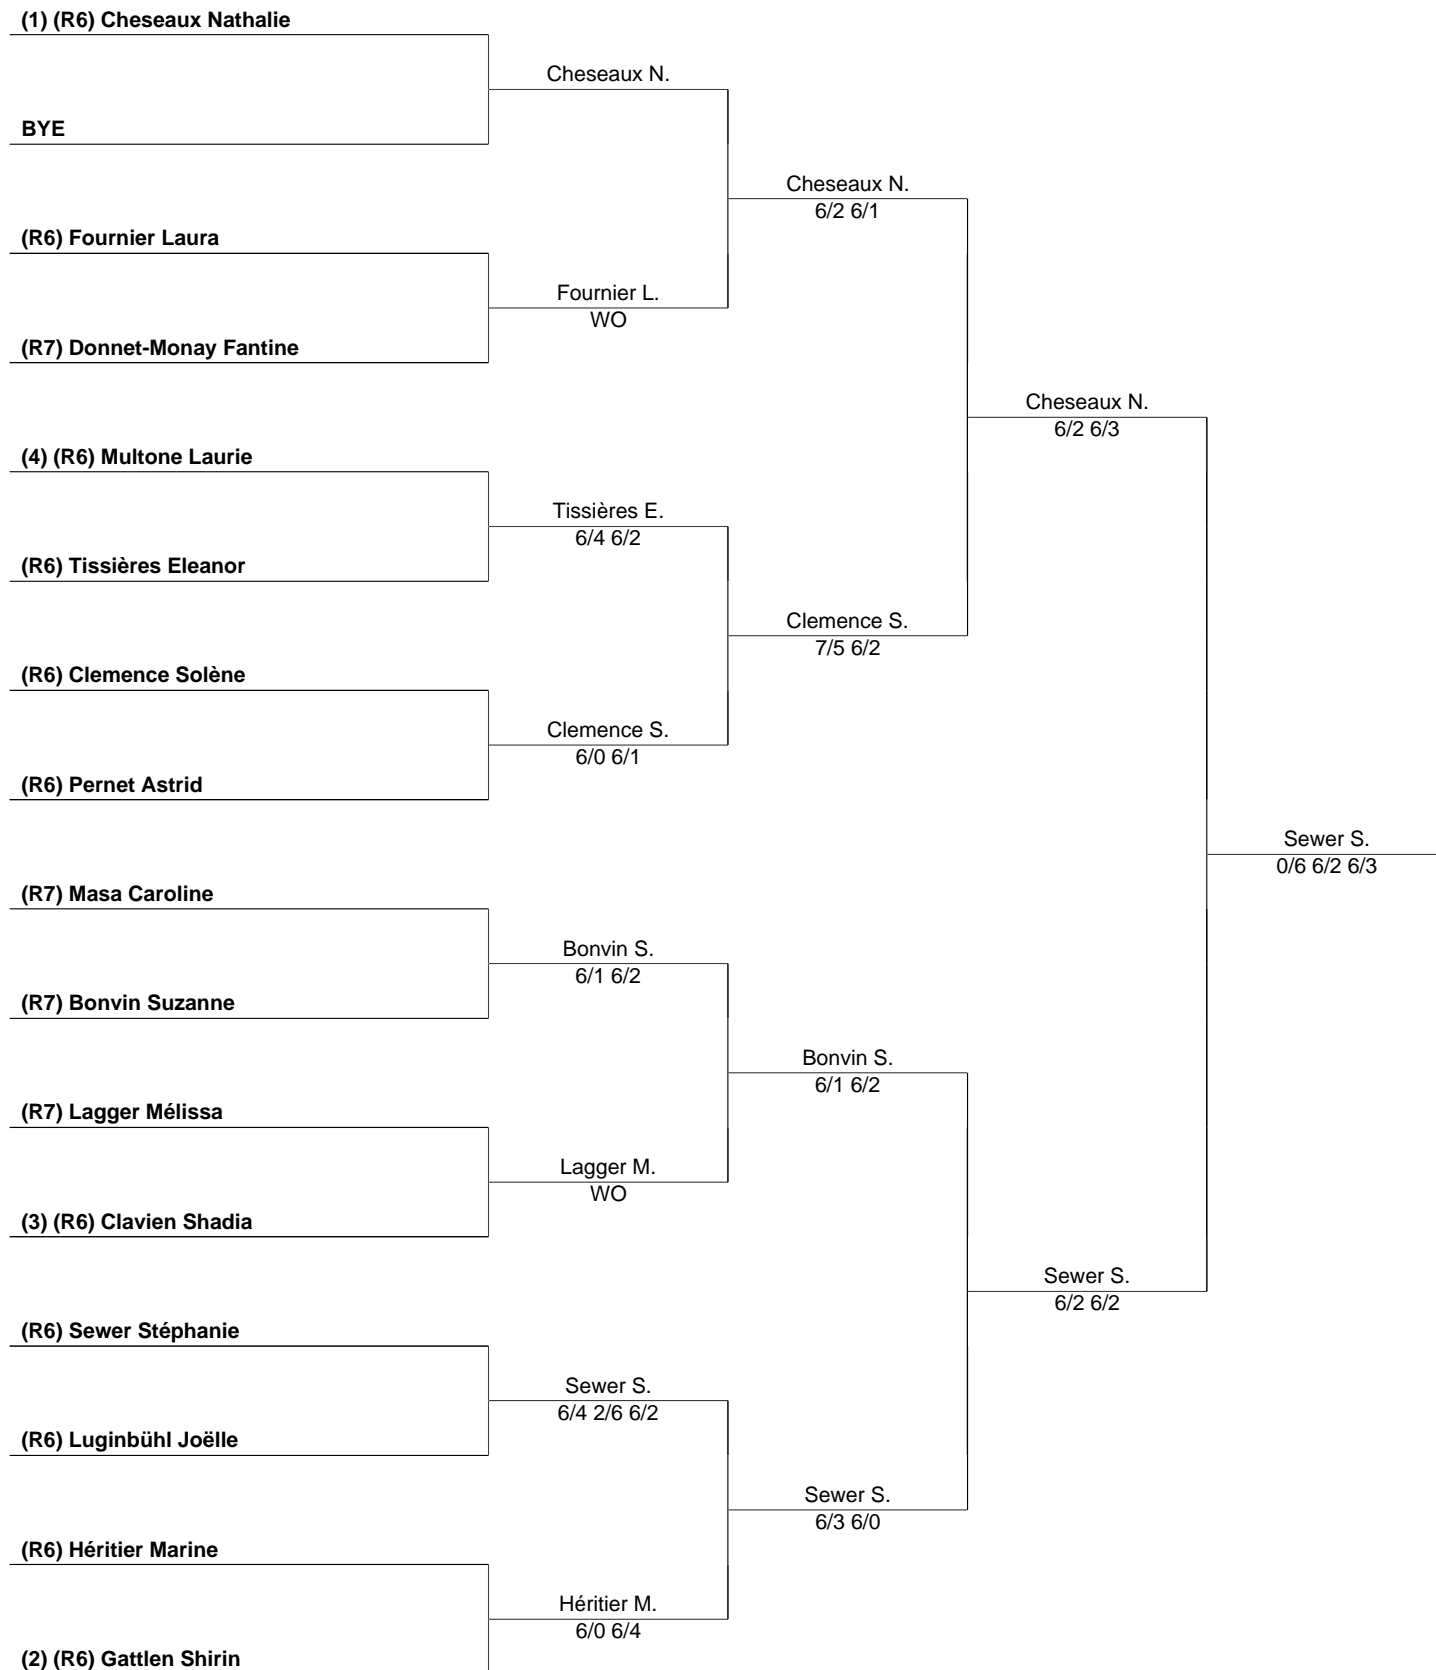 (1) (R6) Cheseaux Nathalie
Cheseaux N.
BYE
Cheseaux N.
6/2 6/1
(R6) Fournier Laura
Fournier L.
WO
(R7) Donnet-Monay Fantine
Cheseaux N.
6/2 6/3
(4) (R6) Multone Laurie
Tissières E.
6/4 6/2
(R6) Tissières Eleanor
Clemence S.
7/5 6/2
(R6) Clemence Solène
Clemence S.
6/0 6/1
(R6) Pernet Astrid
Sewer S.
0/6 6/2 6/3
(R7) Masa Caroline
Bonvin S.
6/1 6/2
(R7) Bonvin Suzanne
Bonvin S.
6/1 6/2
(R7) Lagger Mélissa
Lagger M.
WO
(3) (R6) Clavien Shadia
Sewer S.
6/2 6/2
(R6) Sewer Stéphanie
Sewer S.
6/4 2/6 6/2
(R6) Luginbühl Joëlle
Sewer S.
6/3 6/0
(R6) Héritier Marine
Héritier M.
6/0 6/4
(2) (R6) Gattlen Shirin